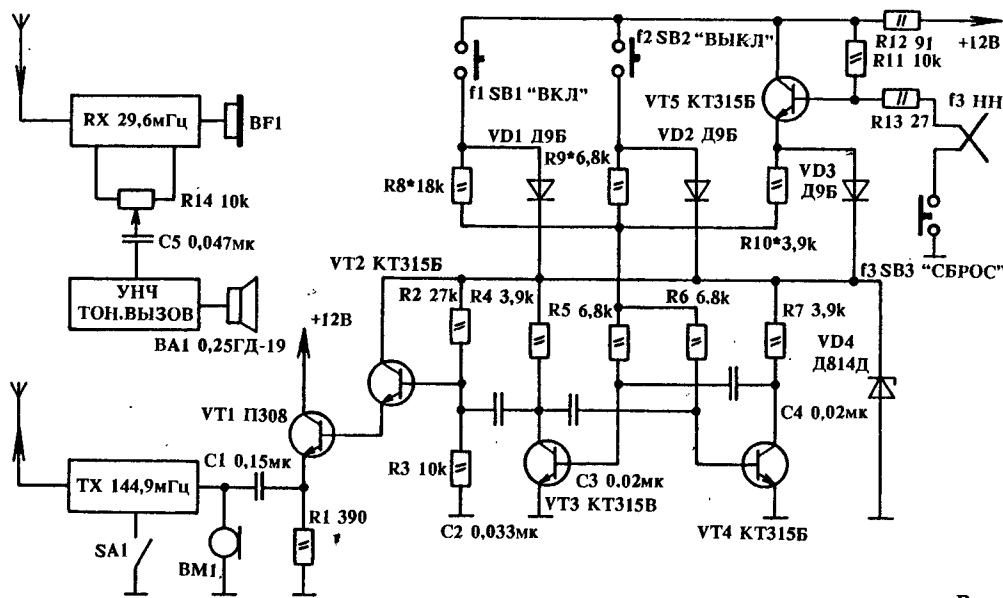 f2 SB2 "ВЫКЛ"
R12 91
+12В
R11 10k
f1 SB1 "ВКЛ"
VT5 КТ315Б
R13 27
f3 НН
RX 29,6мГц
BF1
VD1 Д9Б
R9*6,8k
VD2 Д9Б
VD3
Д9Б
R8*18k
R14 10k
R10*3,9k
C5 0,047мк
f3 SB3 "СБРОС"
VT2 КТ315Б
УНЧ
ТОН.ВЫЗОВ
R2 27k
R4 3,9k
R5 6,8k
R6 6.8k
R7 3,9k
+12В
BA1 0,25ГД-19
VD4
Д814Д
VT1 П308
C4 0,02мк
C1 0,15мк
R3 10k
C3 0.02мк
TX 144,9мГц
VT3 КТ315В
R1 390
C2 0,033мк
VT4 КТ315Б
SA1
BM1